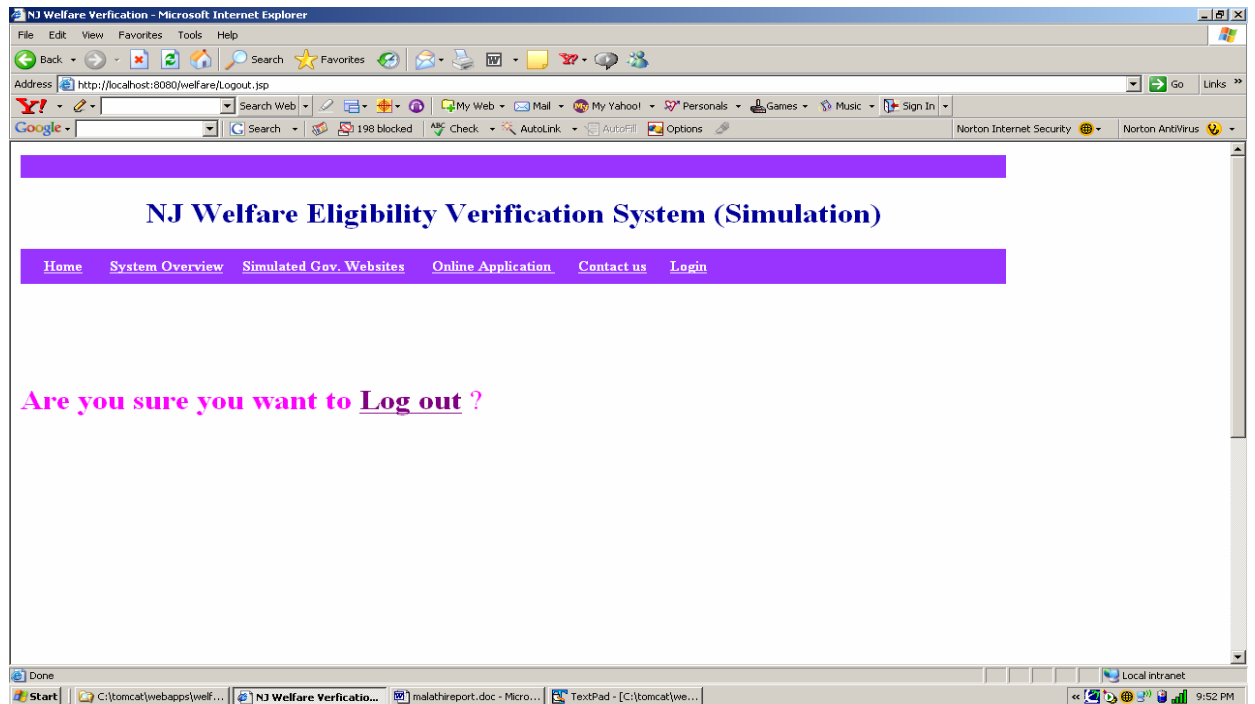 NJ Welfare Verfication - Microsoft Internet Explorer
File Edit View Favorites Tools Help
Back Search Favorites
Address http://localhost:8080/welfare/Logout.jsp Go Links »
Y! Search Web My Web Mail My Yahoo! Personals Games Music Sign In
Google Search 198 blocked ABC Check AutoLink AutoFill Options Norton Internet Security Norton AntiVirus
NJ Welfare Eligibility Verification System (Simulation)
Home System Overview Simulated Gov. Websites Online Application Contact us Login
Are you sure you want to Log out ?
Done Local intranet
Start C:\tomcat\webapps\welf... NJ Welfare Verficatio... malathireport.doc - Micro... TextPad - [C:\tomcat\we... « 9:52 PM